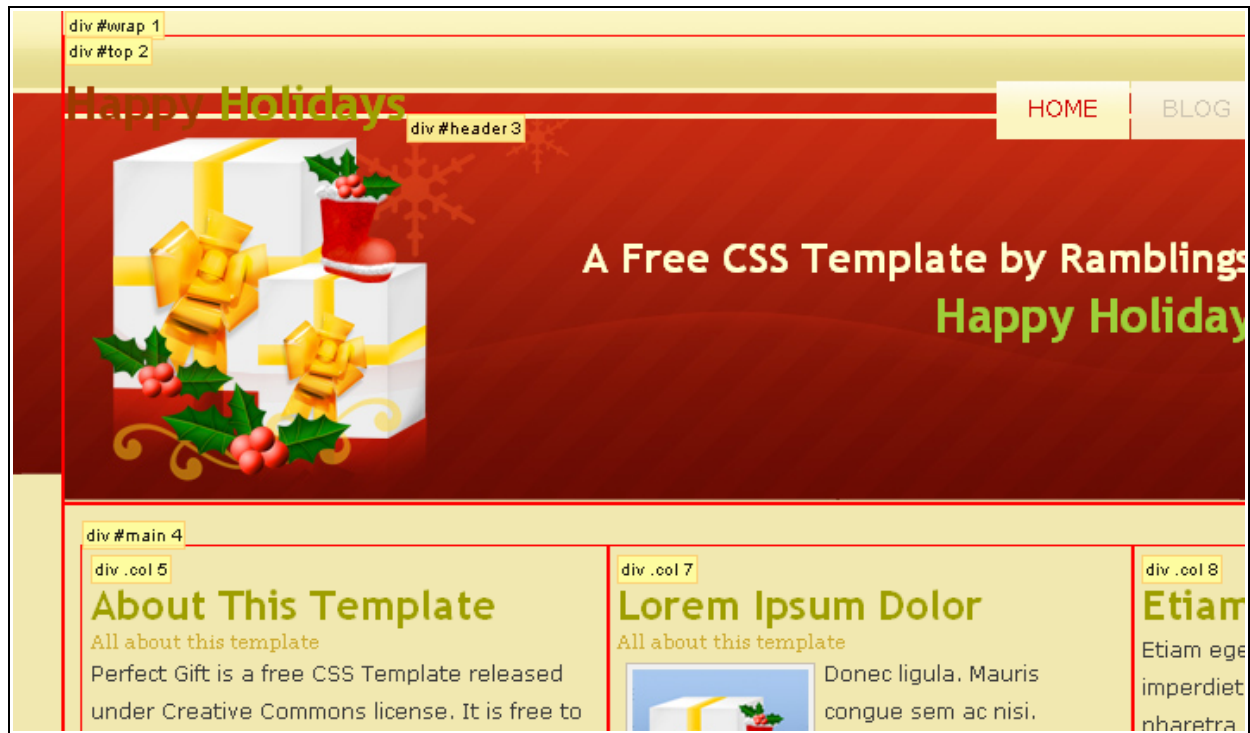 div #wrap 1
div #top 2
Happy Holidays
HOME
BLOG
div #header 3
A Free CSS Template by Ramblings
Happy Holiday
div #main 4
div .col 5
About This Template
All about this template
Perfect Gift is a free CSS Template released
under Creative Commons license. It is free to
div .col 7
Lorem Ipsum Dolor
All about this template
Donec ligula. Mauris
congue sem ac nisi.
div .col 8
Etiam
Etiam ege
imperdiet
pharetra